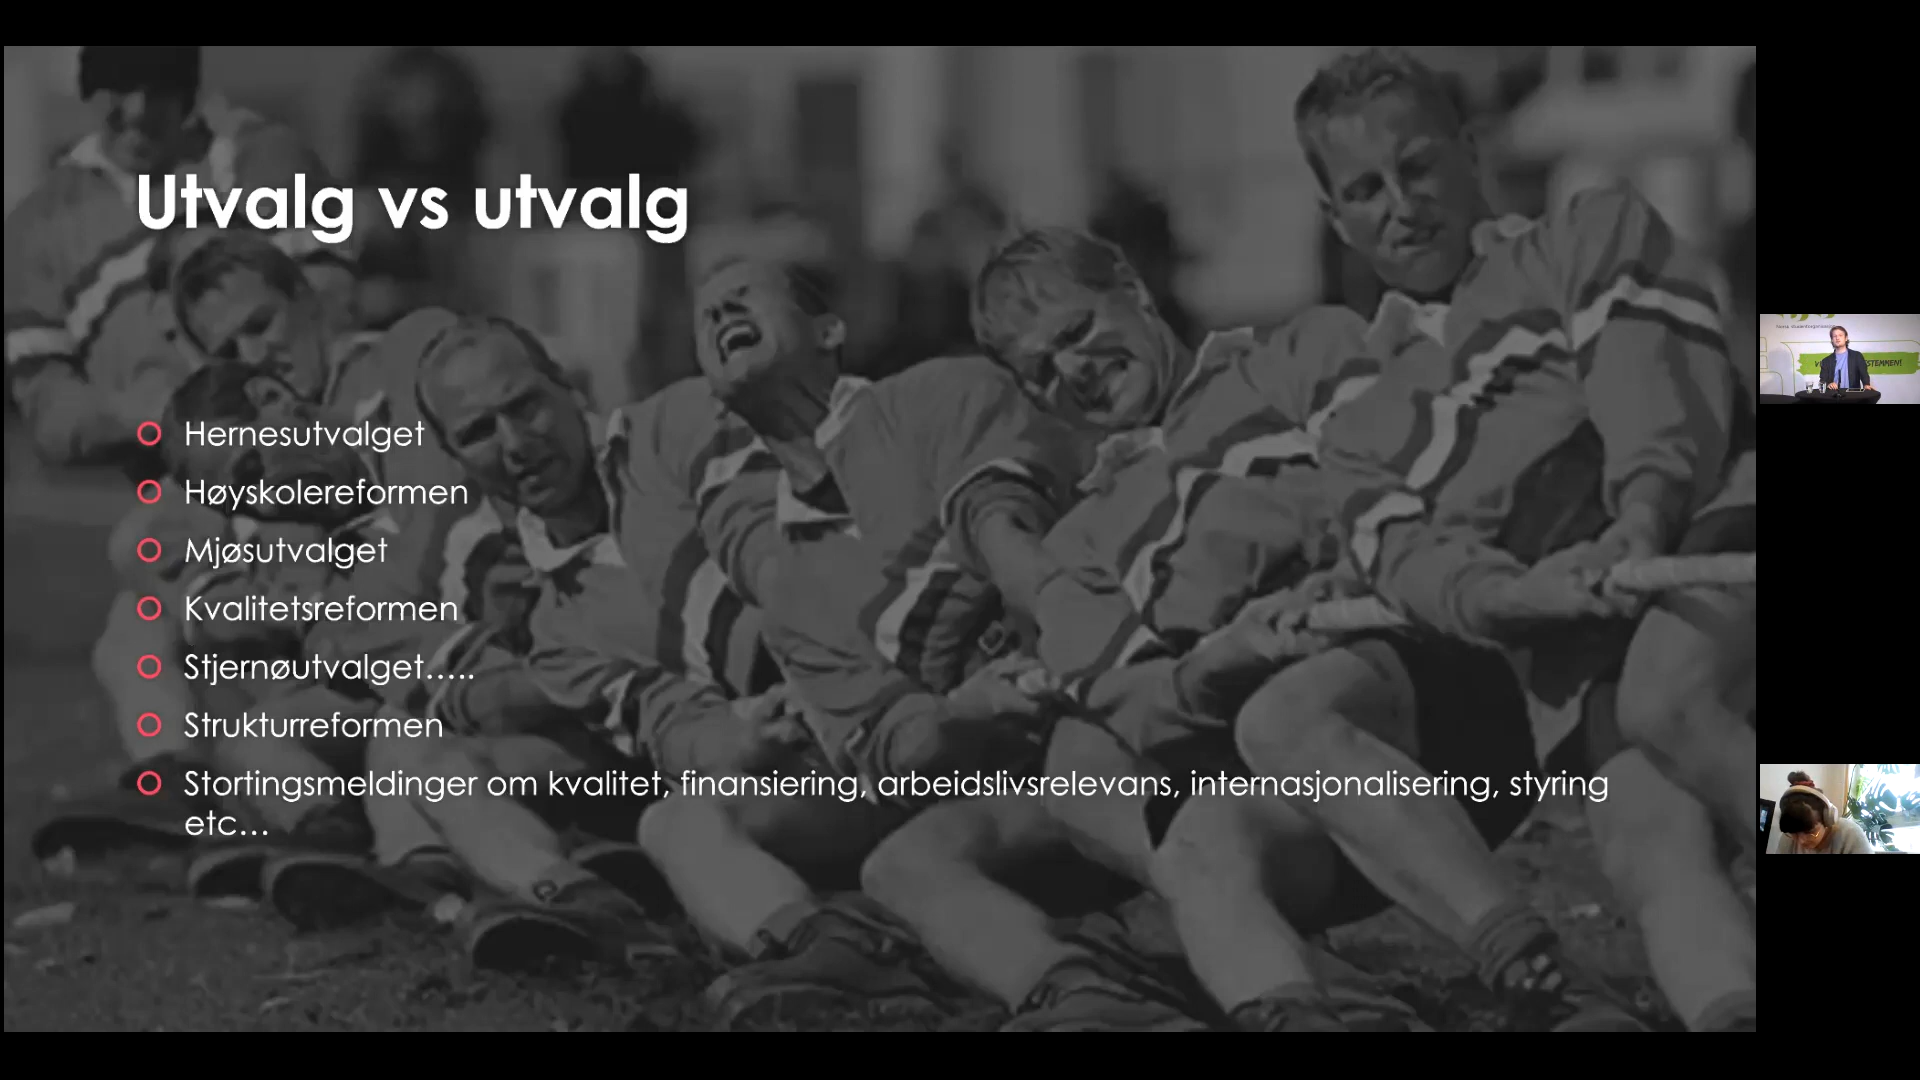 Utvalg vs utvalg
Hernesutvalget
Høyskolereformen
Mjøsutvalget
Kvalitetsreformen
Stjernøutvalget.....
Strukturreformen
Stortingsmeldinger om kvalitet, finansiering, arbeidslivsrelevans, internasjonalisering, styring
etc...